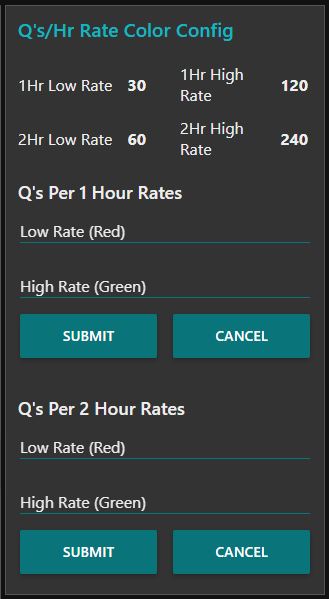 Q's/Hr Rate Color Config
1Hr Low Rate 30 1Hr High Rate 120
2Hr Low Rate 60 2Hr High Rate 240
Q's Per 1 Hour Rates
Low Rate (Red)
High Rate (Green)
SUBMIT CANCEL
Q's Per 2 Hour Rates
Low Rate (Red)
High Rate (Green)
SUBMIT CANCEL